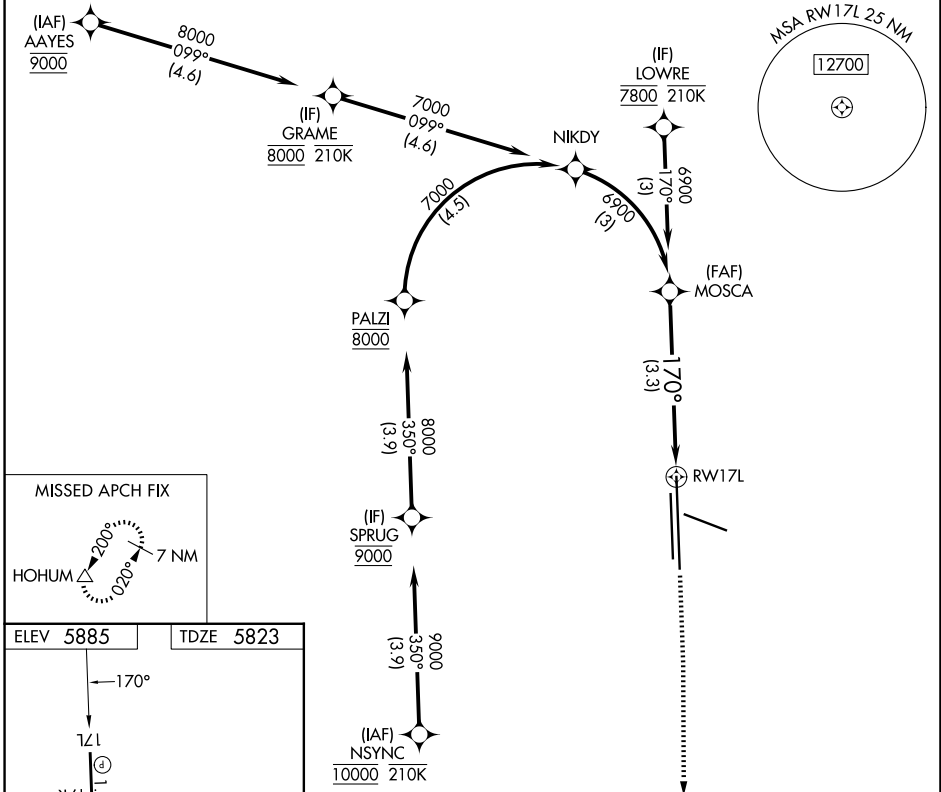 (IAF)
AAYES
9000
8000
099°
(4.6)
(IF)
GRAME
8000 210K
7000
099°
(4.6)
NIKDY
(IF)
LOWRE
7800 210K
6900
170°
(3)
MSA RW17L 25 NM
12700
7000
(4.5)
6900
(3)
(FAF)
MOSCA
PALZI
8000
170°
(3.3)
8000
350°
(3.9)
RW17L
(IF)
SPRUG
9000
MISSED APCH FIX
HOHUM
200°
020°
7 NM
9000
350°
(3.9)
(IAF)
NSYNC
10000 210K
ELEV 5885
TDZE 5823
170°
17L
P